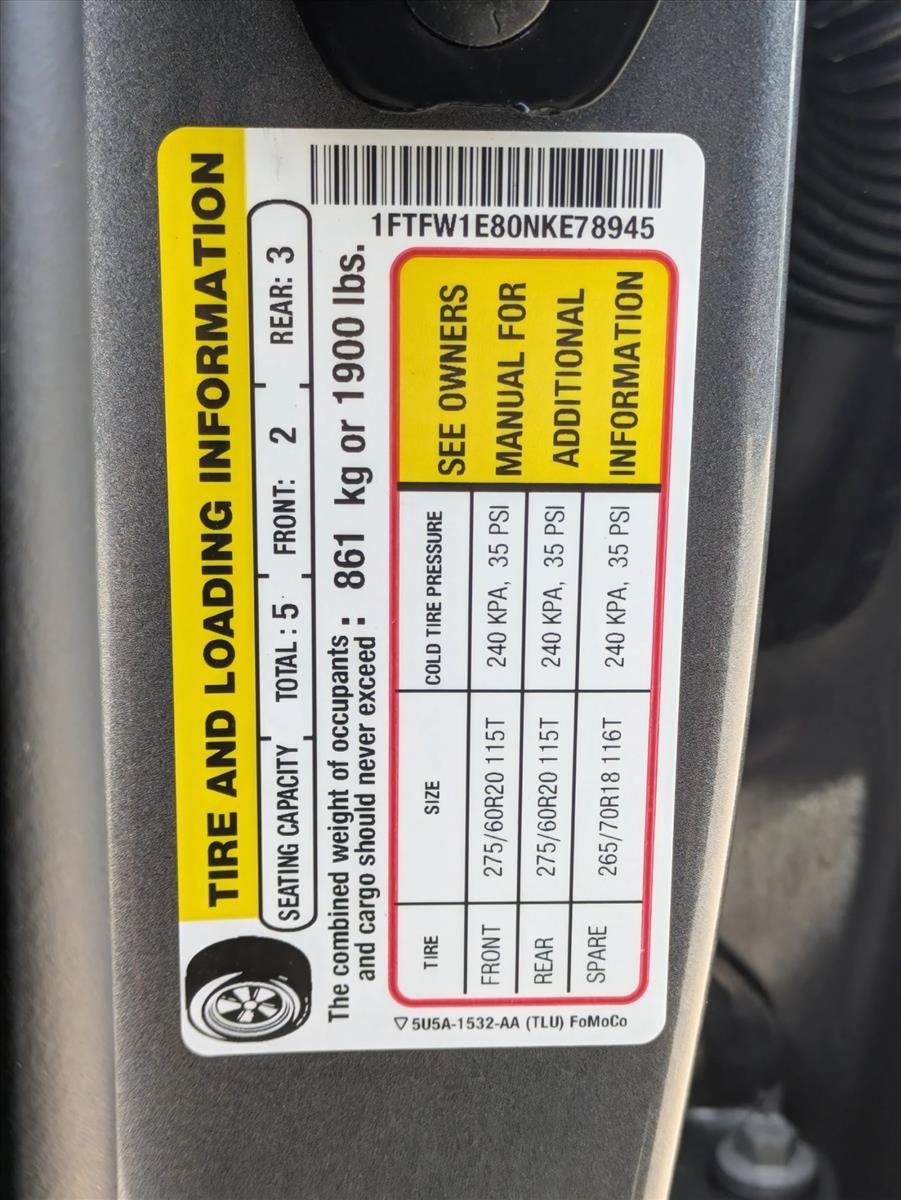 TIRE AND LOADING INFORMATION
SEATING CAPACITY TOTAL: 5 FRONT: 2 REAR: 3
The combined weight of occupants and cargo should never exceed : 861 kg or 1900 lbs.
1FTFW1E80NKE78945
TIRE SIZE COLD TIRE PRESSURE
FRONT 275/60R20 115T 240 KPA, 35 PSI
REAR 275/60R20 115T 240 KPA, 35 PSI
SPARE 265/70R18 116T 240 KPA, 35 PSI
SEE OWNERS
MANUAL FOR
ADDITIONAL
INFORMATION
5U5A-1532-AA (TLU) FoMoCo